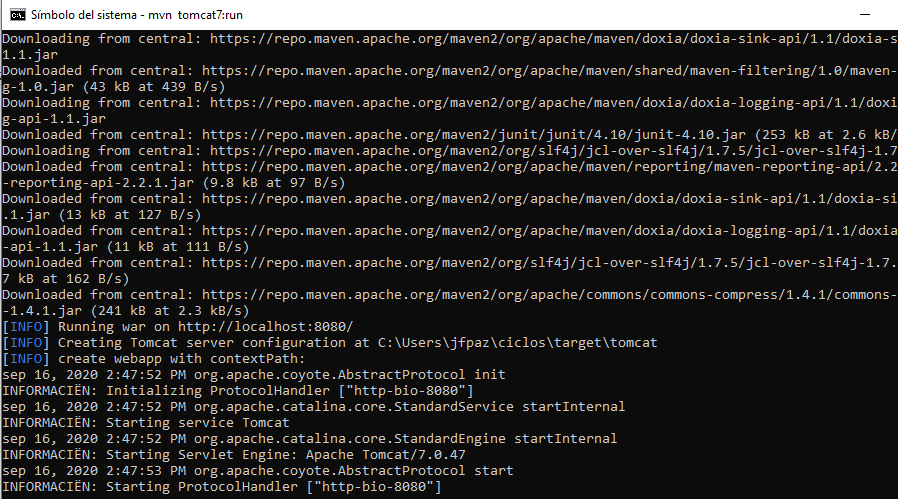 Símbolo del sistema - mvn tomcat7:run
Downloading from central: https://repo.maven.apache.org/maven2/org/apache/maven/doxia/doxia-sink-api/1.1/doxia-s
1.1.jar
Downloaded from central: https://repo.maven.apache.org/maven2/org/apache/maven/shared/maven-filtering/1.0/maven-
g-1.0.jar (43 kB at 439 B/s)
Downloading from central: https://repo.maven.apache.org/maven2/org/apache/maven/doxia/doxia-logging-api/1.1/doxi
g-api-1.1.jar
Downloaded from central: https://repo.maven.apache.org/maven2/junit/junit/4.10/junit-4.10.jar (253 kB at 2.6 kB/
Downloading from central: https://repo.maven.apache.org/maven2/org/slf4j/jcl-over-slf4j/1.7.5/jcl-over-slf4j-1.7
Downloaded from central: https://repo.maven.apache.org/maven2/org/apache/maven/reporting/maven-reporting-api/2.2
-reporting-api-2.2.1.jar (9.8 kB at 97 B/s)
Downloaded from central: https://repo.maven.apache.org/maven2/org/apache/maven/doxia/doxia-sink-api/1.1/doxia-si
.1.jar (13 kB at 127 B/s)
Downloaded from central: https://repo.maven.apache.org/maven2/org/apache/maven/doxia/doxia-logging-api/1.1/doxia
-api-1.1.jar (11 kB at 111 B/s)
Downloaded from central: https://repo.maven.apache.org/maven2/org/slf4j/jcl-over-slf4j/1.7.5/jcl-over-slf4j-1.7.
7 kB at 162 B/s)
Downloaded from central: https://repo.maven.apache.org/maven2/org/apache/commons/commons-compress/1.4.1/commons-
-1.4.1.jar (241 kB at 2.3 kB/s)
[INFO] Running war on http://localhost:8080/
[INFO] Creating Tomcat server configuration at C:\Users\jfpaz\ciclos\target\tomcat
[INFO] create webapp with contextPath:
sep 16, 2020 2:47:52 PM org.apache.coyote.AbstractProtocol init
INFORMACIËN: Initializing ProtocolHandler ["http-bio-8080"]
sep 16, 2020 2:47:52 PM org.apache.catalina.core.StandardService startInternal
INFORMACIËN: Starting service Tomcat
sep 16, 2020 2:47:52 PM org.apache.catalina.core.StandardEngine startInternal
INFORMACIËN: Starting Servlet Engine: Apache Tomcat/7.0.47
sep 16, 2020 2:47:53 PM org.apache.coyote.AbstractProtocol start
INFORMACIËN: Starting ProtocolHandler ["http-bio-8080"]